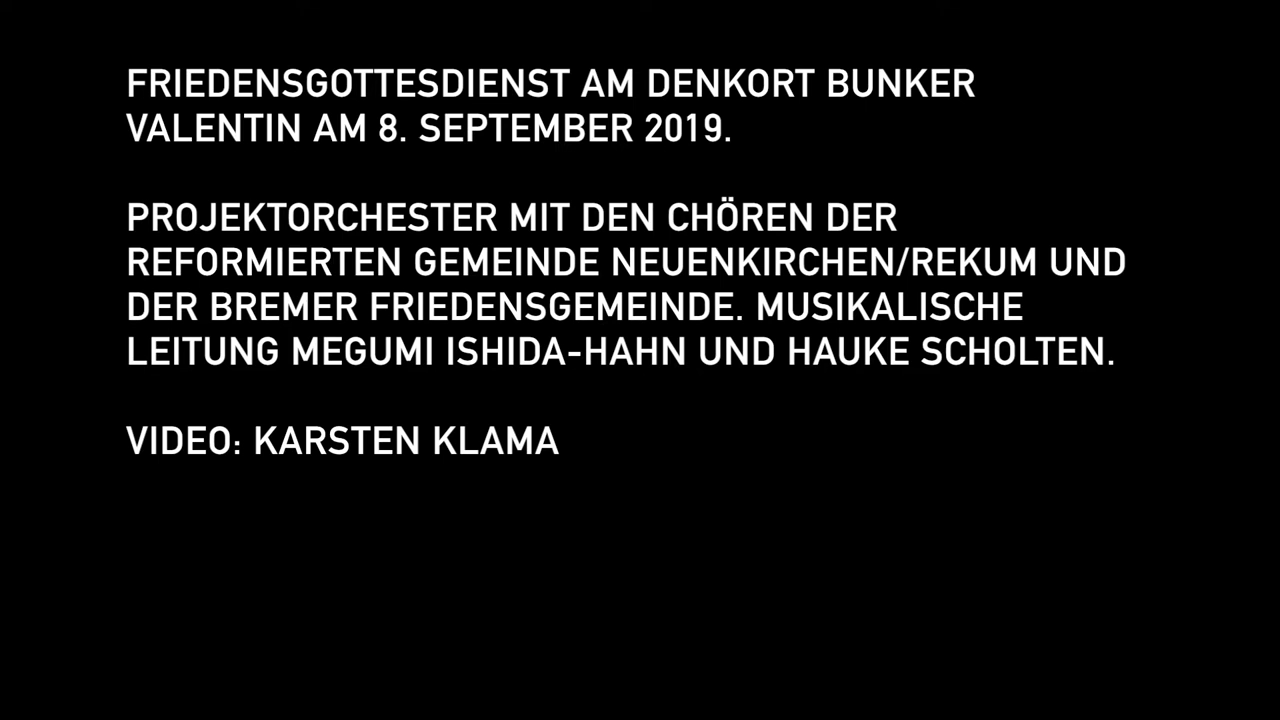 FRIEDENSGOTTESDIENST AM DENKORT BUNKER
VALENTIN AM 8. SEPTEMBER 2019.
PROJEKTORCHESTER MIT DEN CHÖREN DER
REFORMIERTEN GEMEINDE NEUENKIRCHEN/REKUM UND
DER BREMER FRIEDENSGEMEINDE. MUSIKALISCHE
LEITUNG MEGUMI ISHIDA-HAHN UND HAUKE SCHOLTEN.
VIDEO: KARSTEN KLAMA